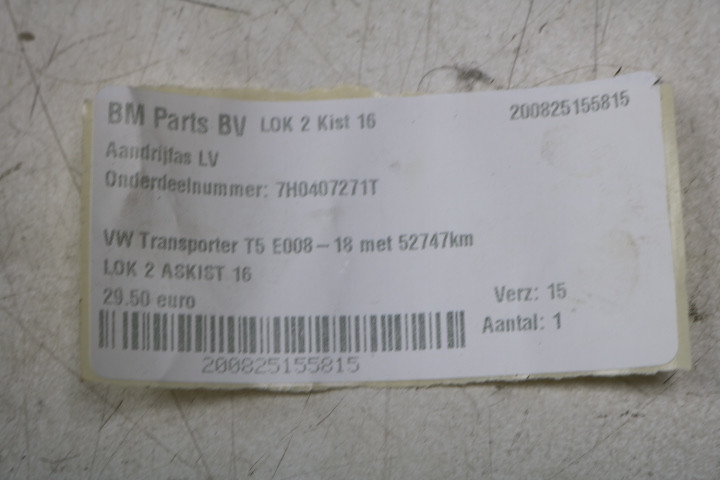 BM Parts BV LOK 2 Kist 16 200825155815
Aandrijfas LV
Onderdeelnummer: 7H0407271T
VW Transporter T5 E008-18 met 52747km
LOK 2 ASKIST 16
29.50 euro Verz: 15
Aantal: 1
200825155815